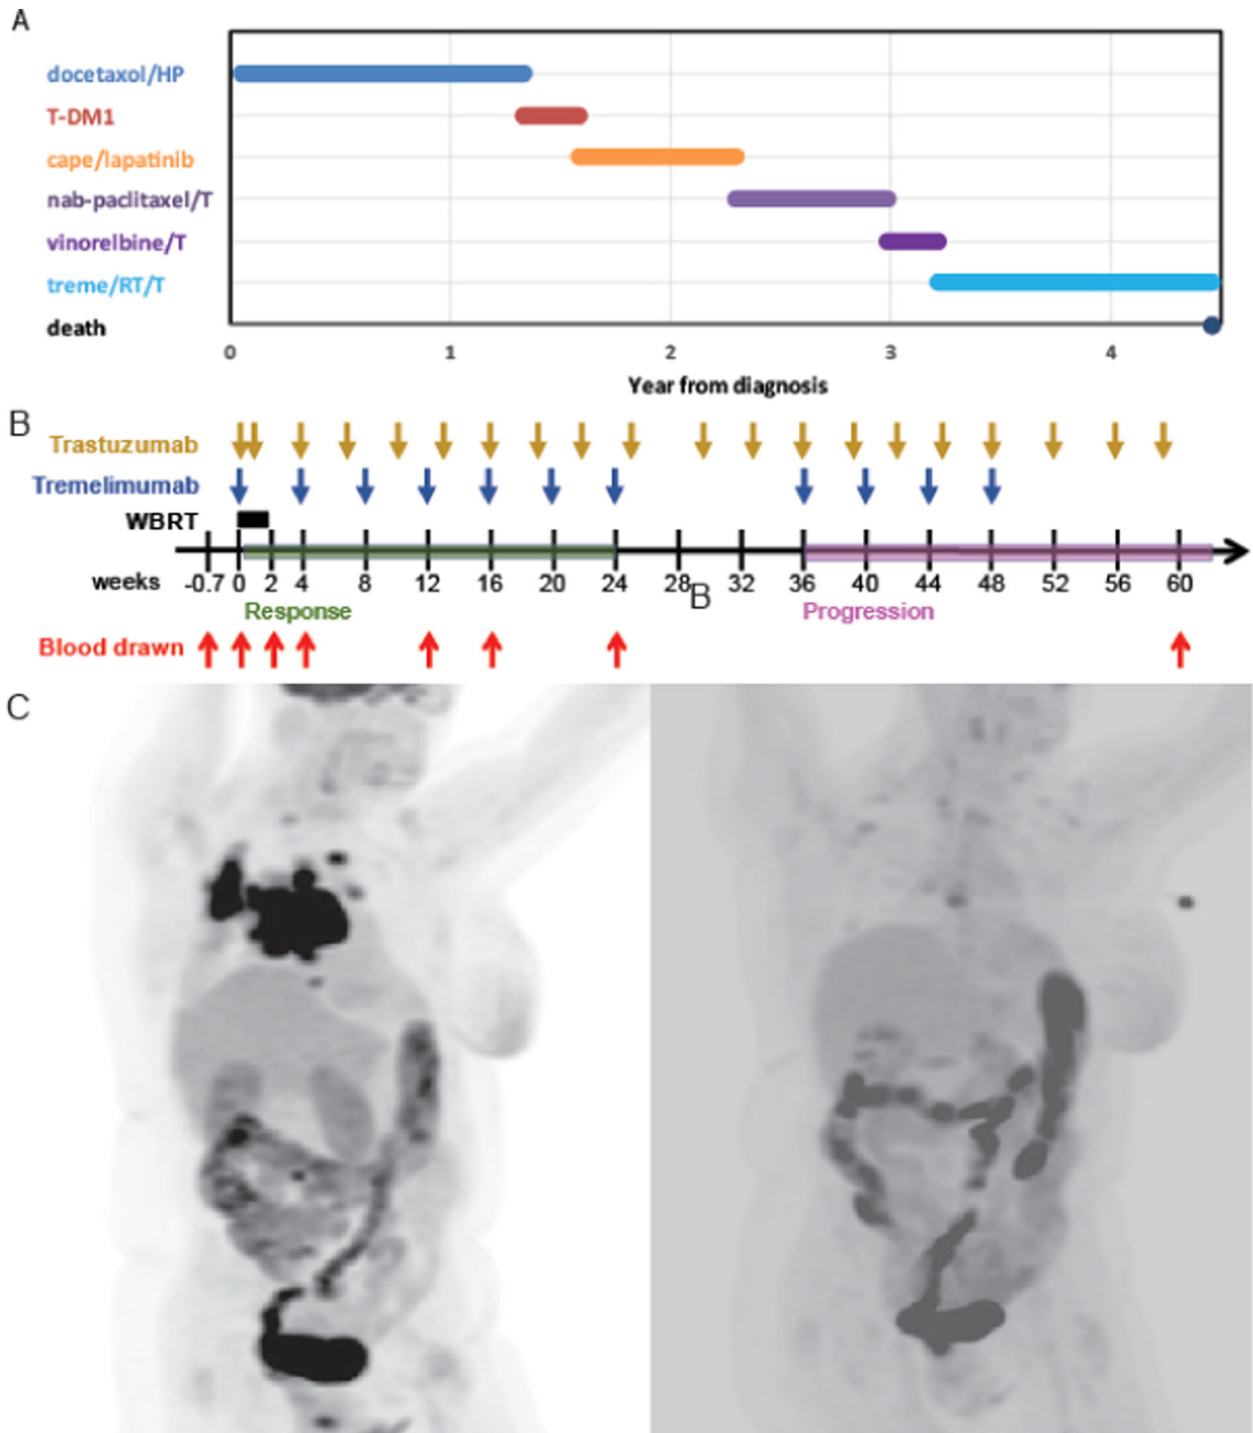 A
docetaxol/HP
T-DM1
cape/lapatinib
nab-paclitaxel/T
vinorelbine/T
treme/RT/T
death
0 1 2 3 4
Year from diagnosis
B
Trastuzumab
Tremelimumab
WBRT
weeks -0.7 0 2 4 8 12 16 20 24 28 32 36 40 44 48 52 56 60
B
Response Progression
Blood drawn
C